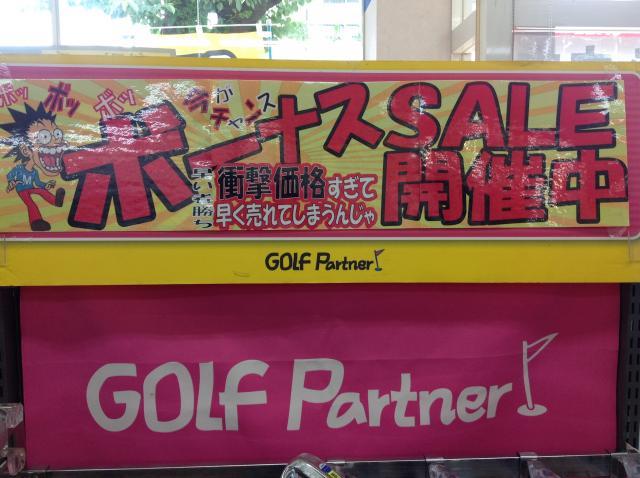 ボッ ボッ ボッ
今がチャンス
ボーナスSALE
開催中
早い者勝ち
衝撃価格すぎて
早く売れてしまうんじゃ
GOLF Partner
GOLF Partner